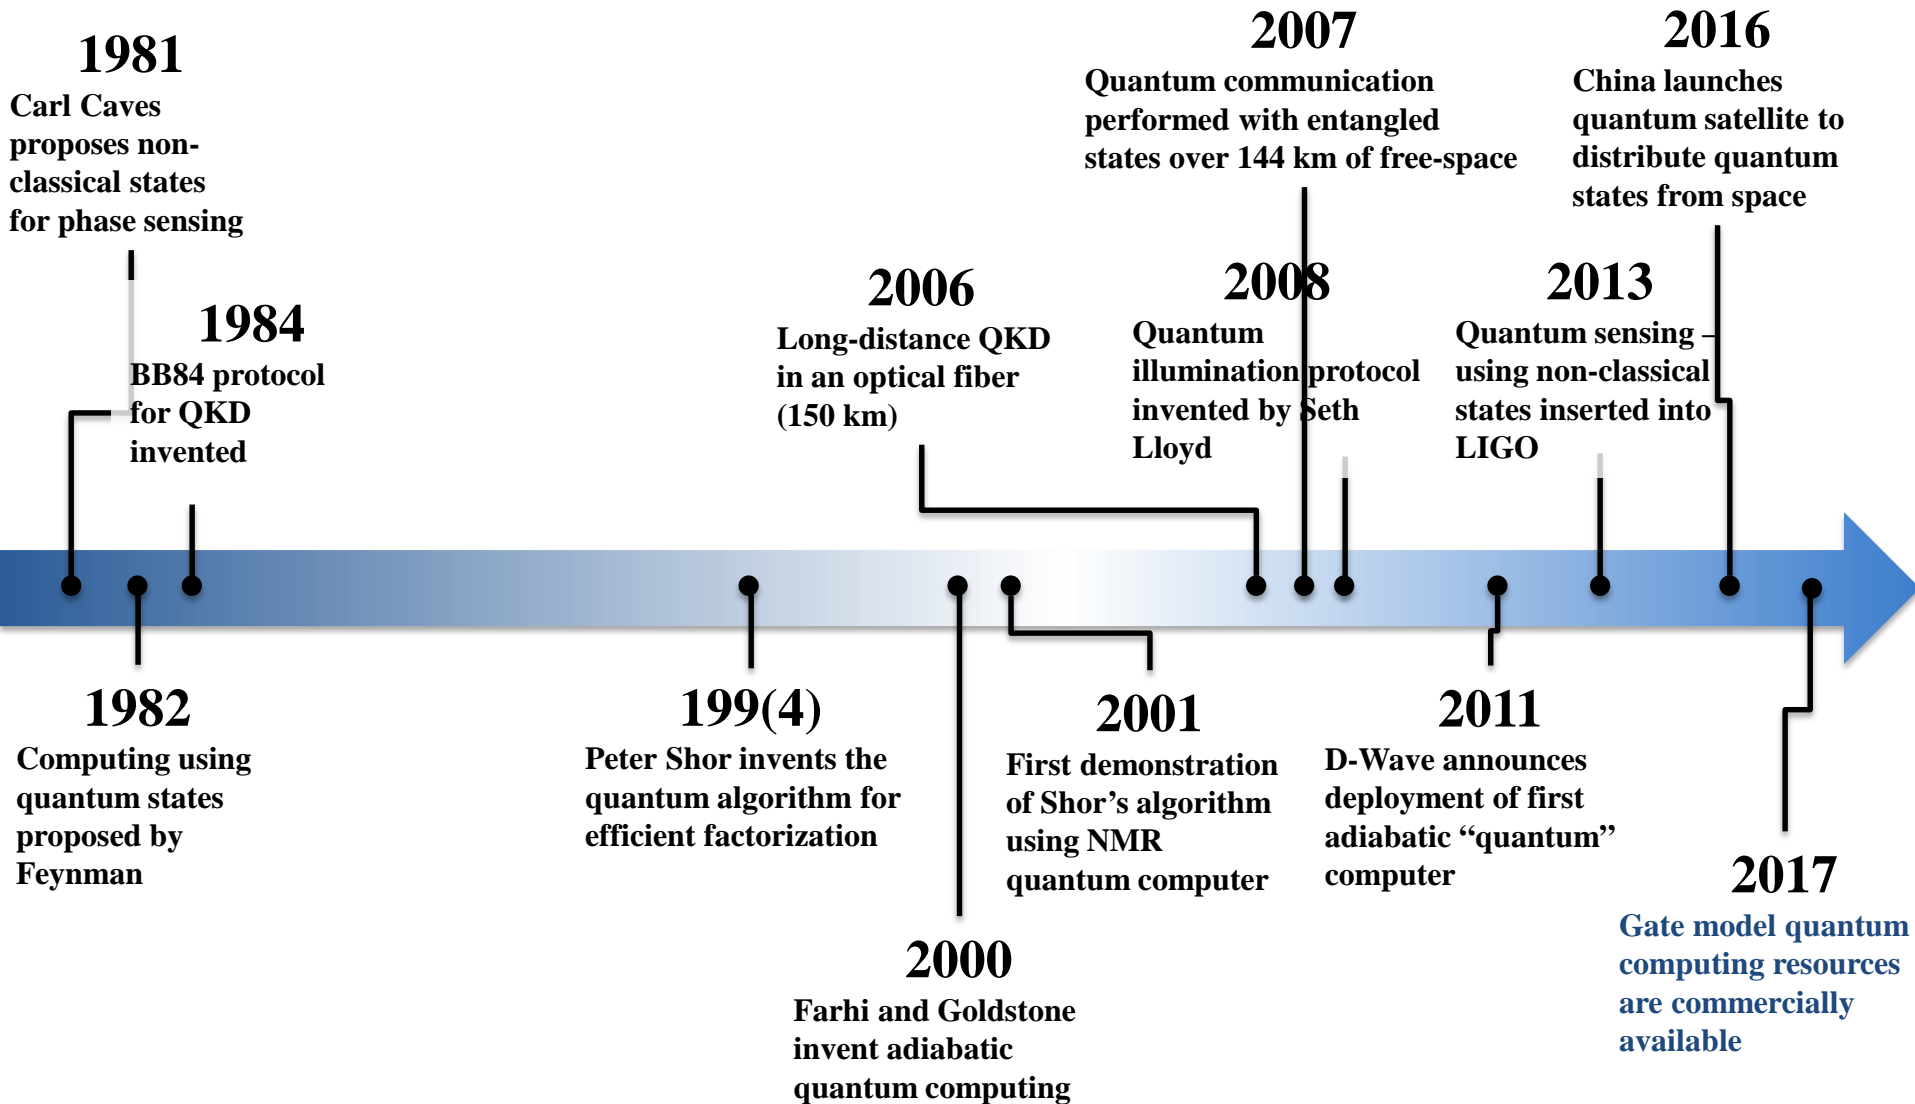 1981
Carl Caves
proposes non-
classical states
for phase sensing
1984
BB84 protocol
for QKD
invented
2006
Long-distance QKD
in an optical fiber
(150 km)
2007
Quantum communication
performed with entangled
states over 144 km of free-space
2008
Quantum
illumination protocol
invented by Seth
Lloyd
2013
Quantum sensing –
using non-classical
states inserted into
LIGO
2016
China launches
quantum satellite to
distribute quantum
states from space
1982
Computing using
quantum states
proposed by
Feynman
199(4)
Peter Shor invents the
quantum algorithm for
efficient factorization
2000
Farhi and Goldstone
invent adiabatic
quantum computing
2001
First demonstration
of Shor’s algorithm
using NMR
quantum computer
2011
D-Wave announces
deployment of first
adiabatic “quantum”
computer
2017
Gate model quantum
computing resources
are commercially
available